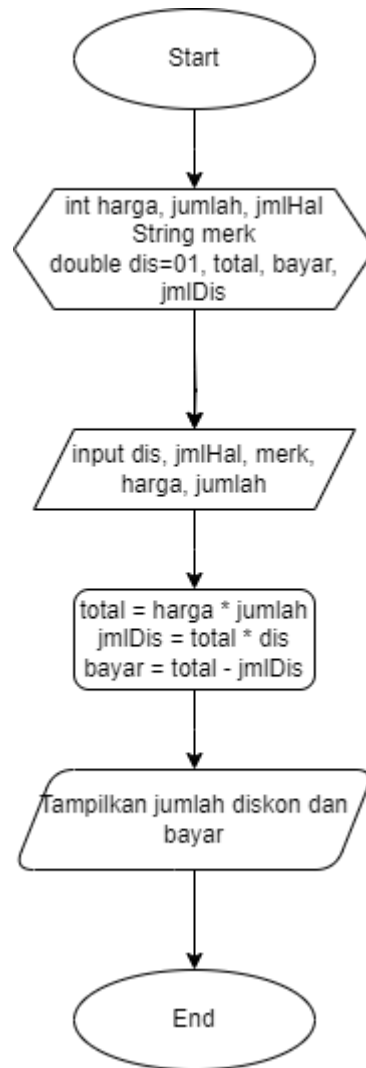 Start
int harga, jumlah, jmlHal
String merk
double dis=01, total, bayar,
jmlDis
input dis, jmlHal, merk,
harga, jumlah
total = harga * jumlah
jmlDis = total * dis
bayar = total - jmlDis
Tampilkan jumlah diskon dan
bayar
End